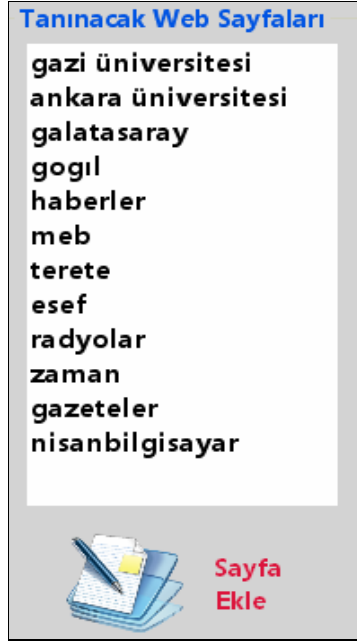 Tanınacak Web Sayfaları
gazi üniversitesi
ankara üniversitesi
galatasaray
gogıl
haberler
meb
terete
esef
radyolar
zaman
gazeteler
nisanbilgisayar
Sayfa
Ekle